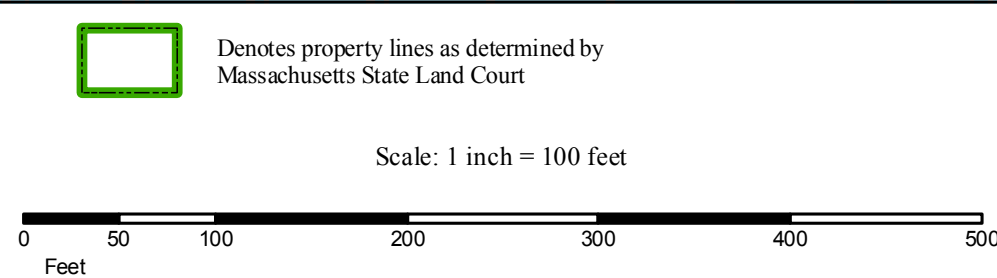 Denotes property lines as determined by
Massachusetts State Land Court
Scale: 1 inch = 100 feet
0 50 100 200 300 400 500
Feet